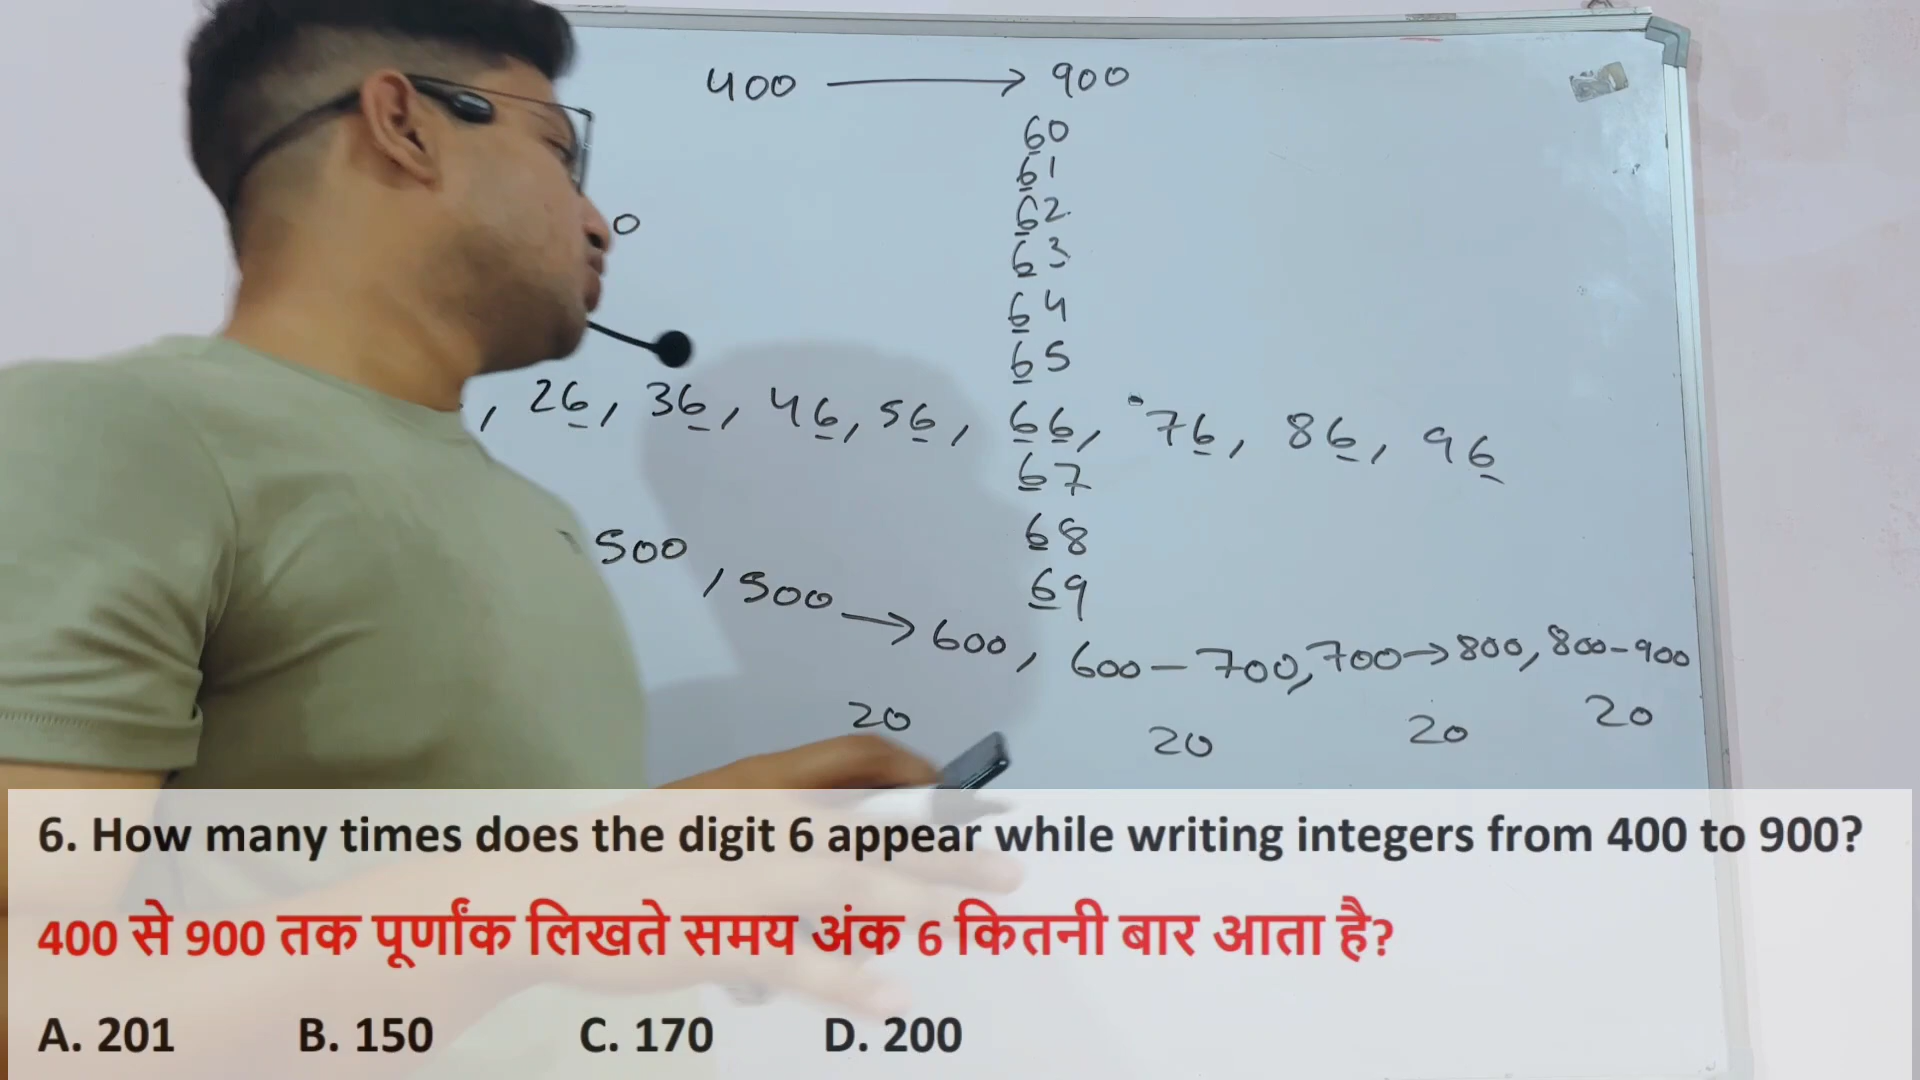 400 → 900
60
61
62
63
0
64
65
, 26, 36, 46, 56, 66, 76, 86, 96
67
68
69
500, 500 → 600, 600 – 700, 700 → 800, 800 – 900
20 20 20 20
6. How many times does the digit 6 appear while writing integers from 400 to 900?
400 से 900 तक पूर्णांक लिखते समय अंक 6 कितनी बार आता है?
A. 201 B. 150 C. 170 D. 200